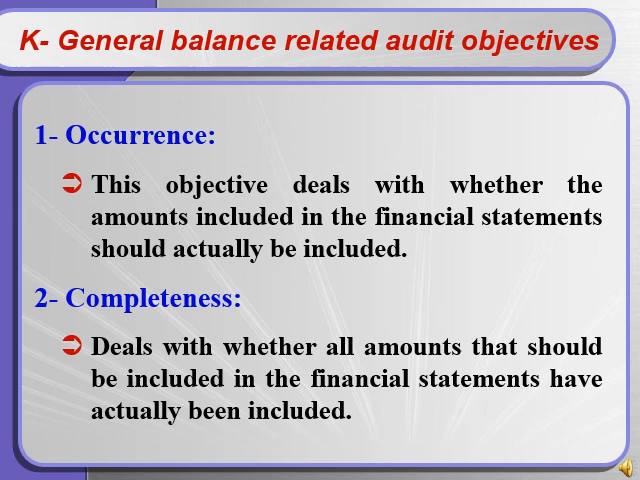 K- General balance related audit objectives
1- Occurrence:
This objective deals with whether the
amounts included in the financial statements
should actually be included.
2- Completeness:
Deals with whether all amounts that should
be included in the financial statements have
actually been included.